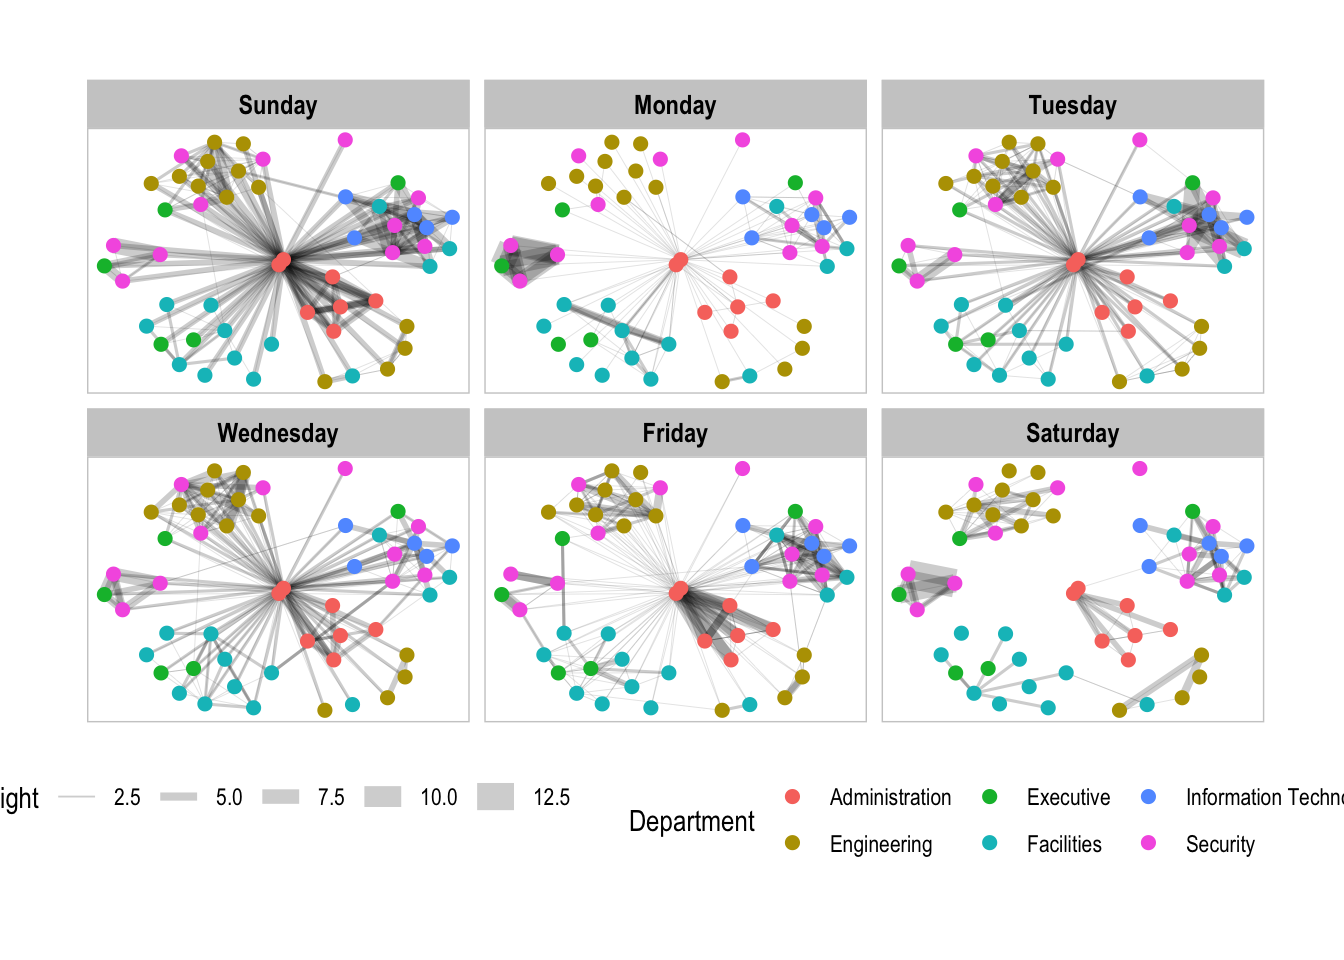 Sunday Monday Tuesday
Wednesday Friday Saturday
ight 2.5 5.0 7.5 10.0 12.5
Department
Administration Executive Information Techno
Engineering Facilities Security